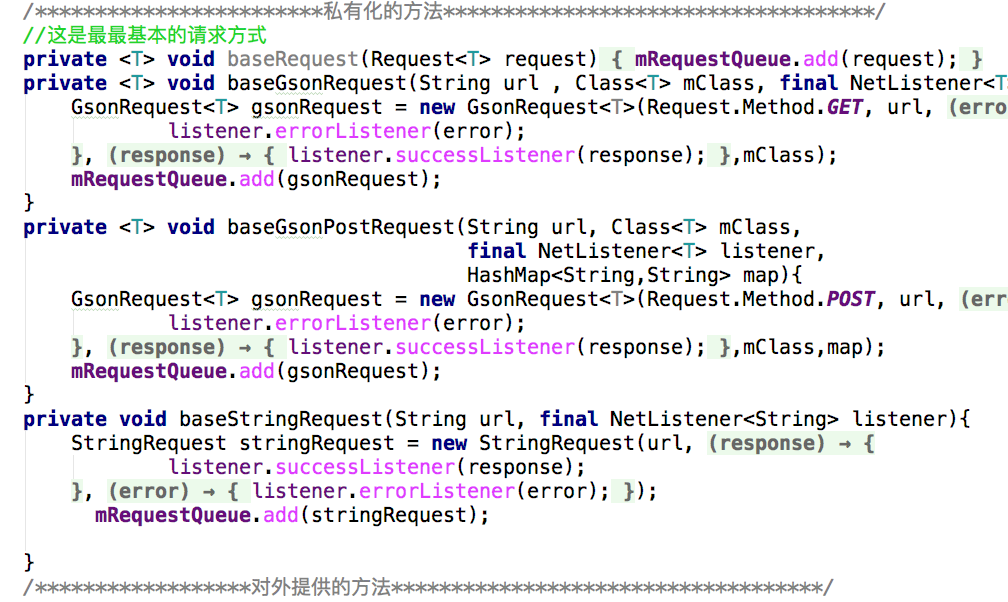 /************************私有化的方法************************************/
//这是最最基本的请求方式
private <T> void baseRequest(Request<T> request) { mRequestQueue.add(request); }
private <T> void baseGsonRequest(String url , Class<T> mClass, final NetListener<T
GsonRequest<T> gsonRequest = new GsonRequest<T>(Request.Method.GET, url, (erro
listener.errorListener(error);
}, (response) → { listener.successListener(response); },mClass);
mRequestQueue.add(gsonRequest);
}
private <T> void baseGsonPostRequest(String url, Class<T> mClass,
final NetListener<T> listener,
HashMap<String,String> map){
GsonRequest<T> gsonRequest = new GsonRequest<T>(Request.Method.POST, url, (err
listener.errorListener(error);
}, (response) → { listener.successListener(response); },mClass,map);
mRequestQueue.add(gsonRequest);
}
private void baseStringRequest(String url, final NetListener<String> listener){
StringRequest stringRequest = new StringRequest(url, (response) → {
listener.successListener(response);
}, (error) → { listener.errorListener(error); });
mRequestQueue.add(stringRequest);
}
/******************对外提供的方法************************************/